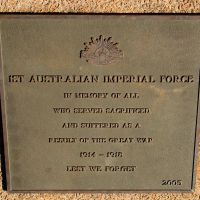 1ST AUSTRALIAN IMPERIAL FORCE
IN MEMORY OF ALL
WHO SERVED SACRIFICED
AND SUFFERED AS A
RESULT OF THE GREAT WAR
1914 - 1918
LEST WE FORGET
2005